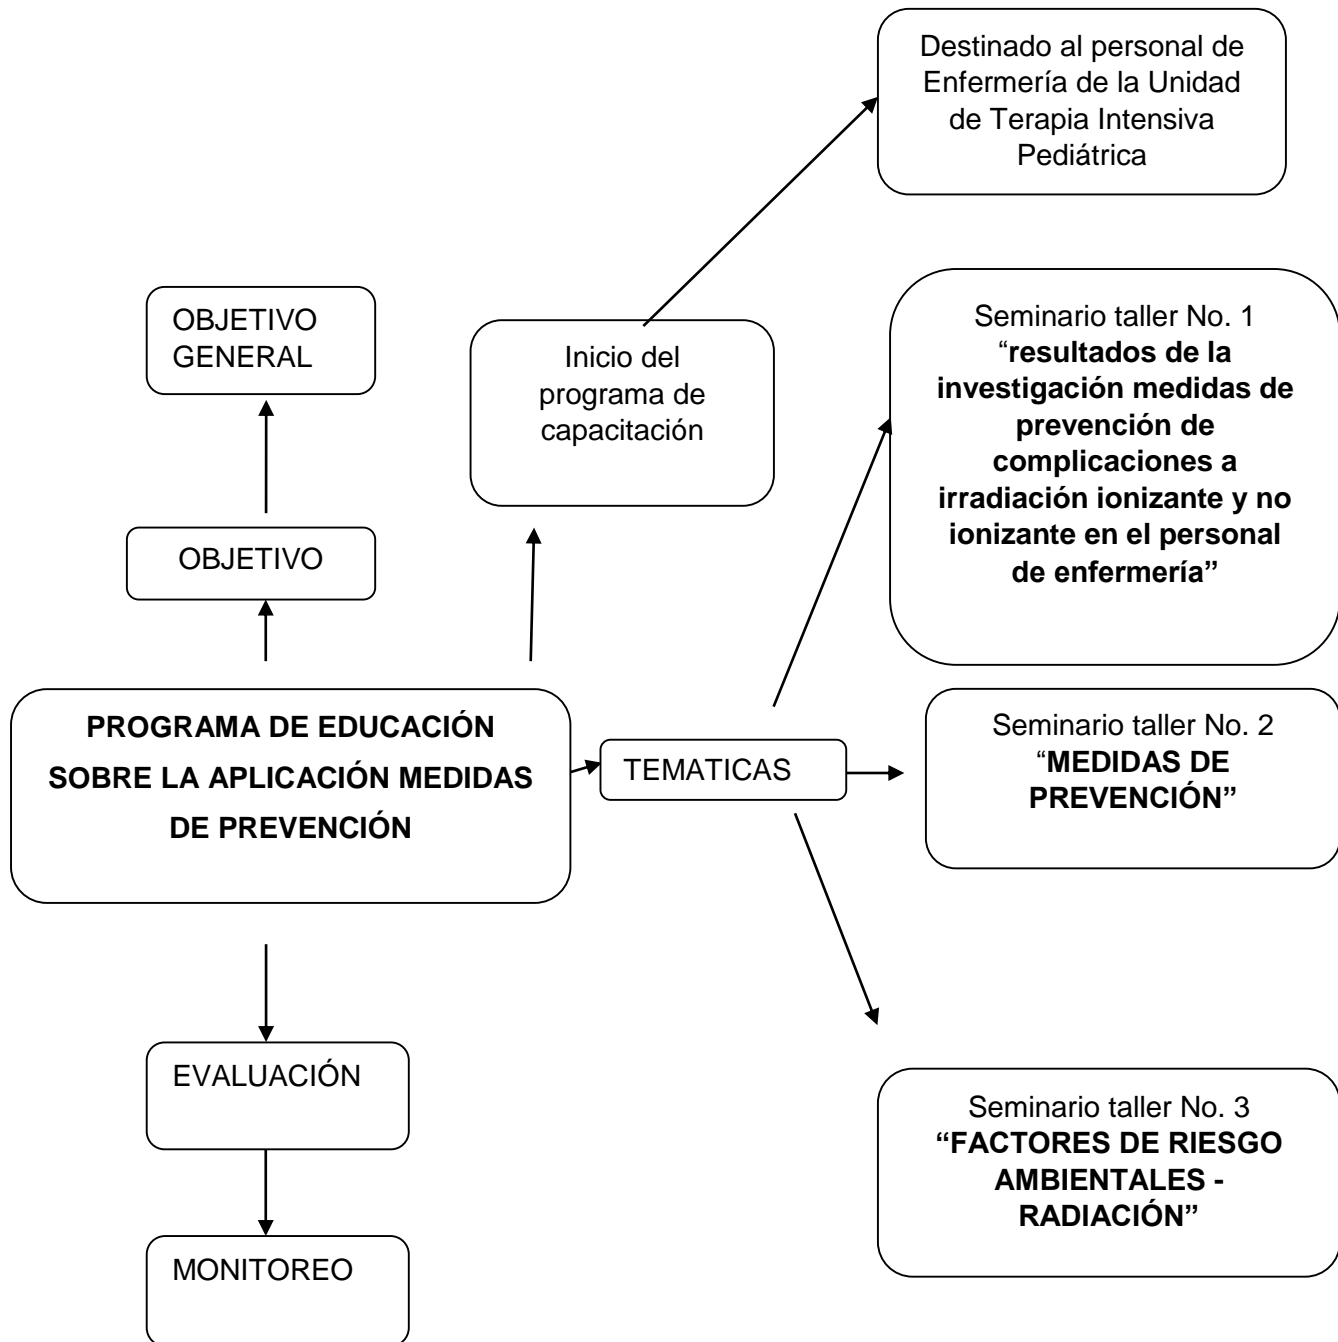 Destinado al personal de
Enfermería de la Unidad
de Terapia Intensiva
Pediátrica
OBJETIVO
GENERAL
Inicio del
programa de
capacitación
Seminario taller No. 1
“resultados de la
investigación medidas de
prevención de
complicaciones a
irradiación ionizante y no
ionizante en el personal
de enfermería”
OBJETIVO
PROGRAMA DE EDUCACIÓN
SOBRE LA APLICACIÓN MEDIDAS
DE PREVENCIÓN
TEMATICAS
Seminario taller No. 2
“MEDIDAS DE
PREVENCIÓN”
EVALUACIÓN
Seminario taller No. 3
“FACTORES DE RIESGO
AMBIENTALES -
RADIACIÓN”
MONITOREO